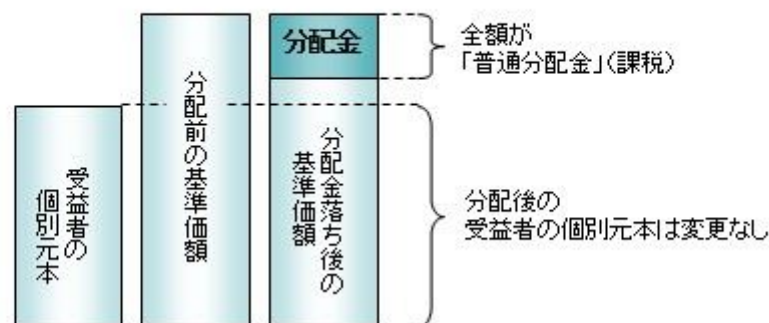 受益者の
個別元本
分配前の基準価額
分配金
分配金落ち後の
基準価額
全額が
「普通分配金」(課税)
分配後の
受益者の個別元本は変更なし